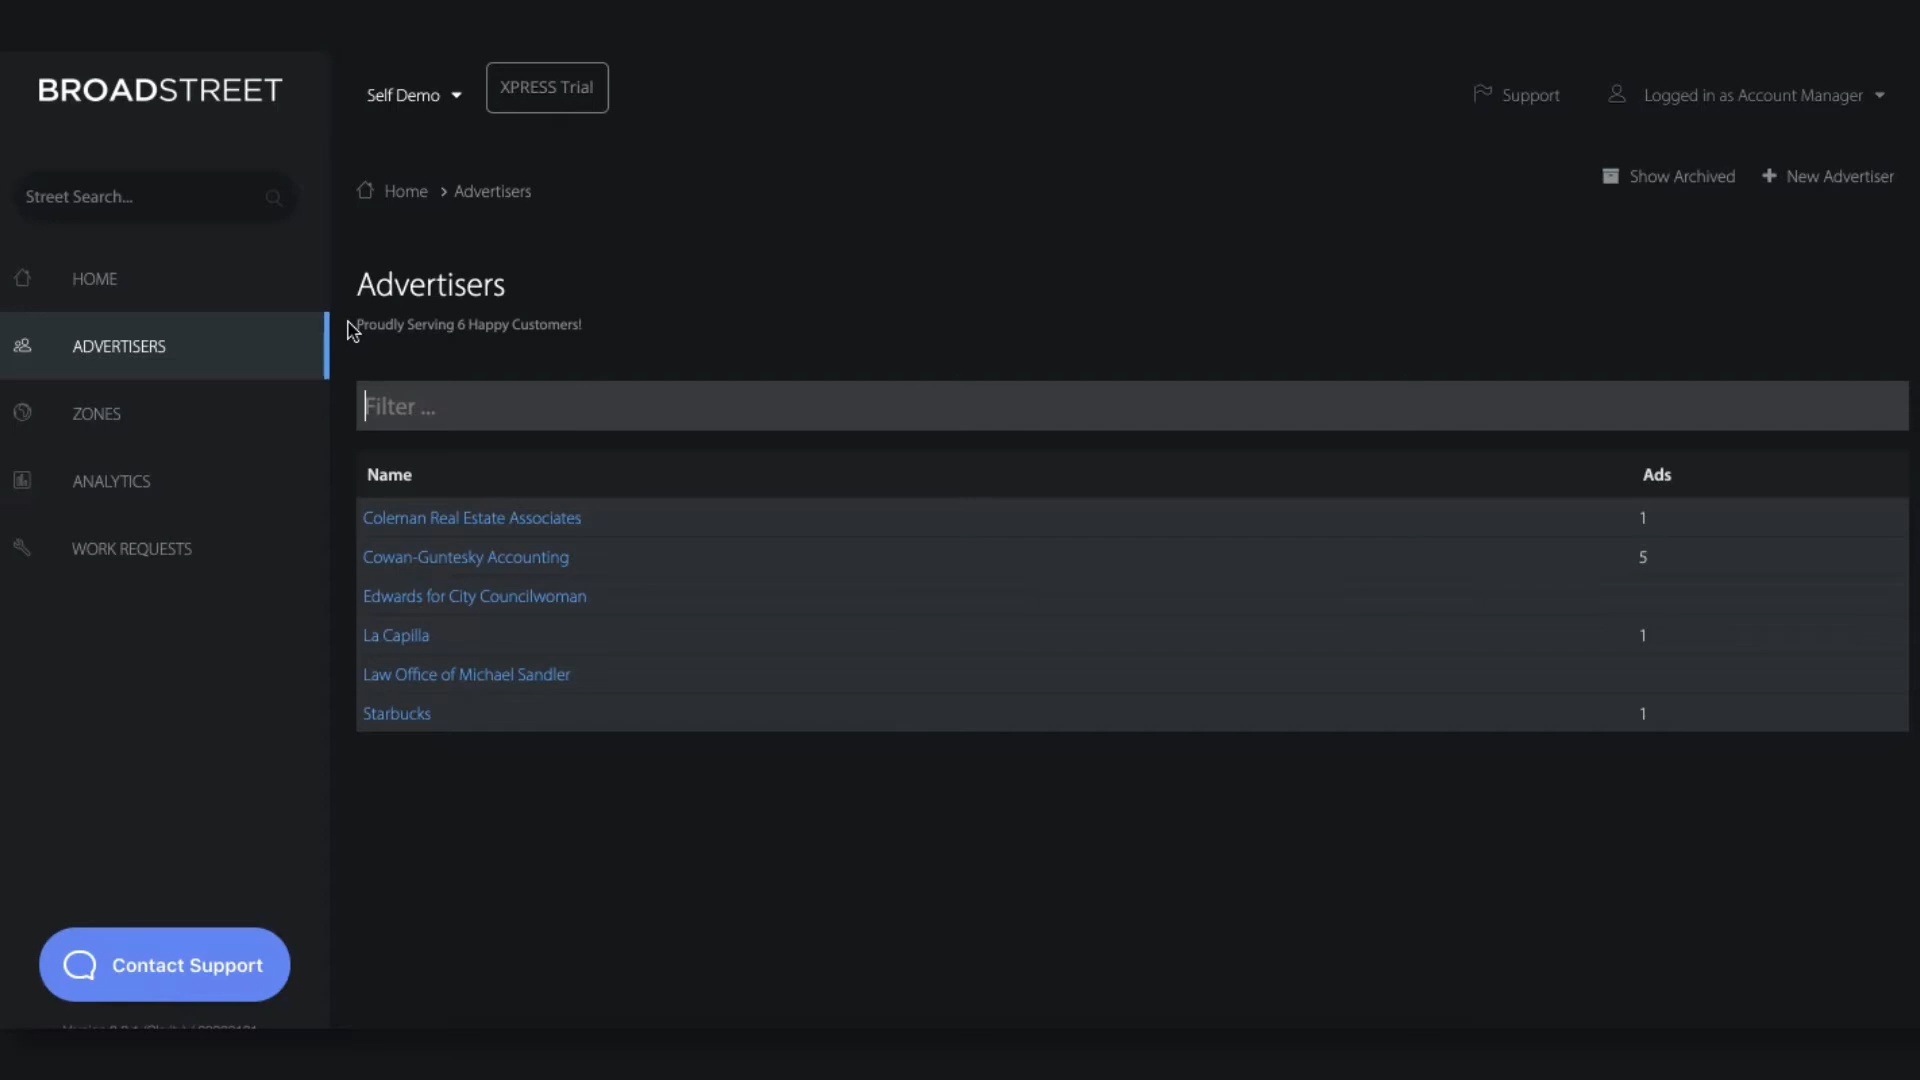 BROADSTREET
Self Demo
XPRESS Trial
Support
Logged in as Account Manager
Street Search...
Home > Advertisers
Show Archived
New Advertiser
HOME
ADVERTISERS
ZONES
ANALYTICS
WORK REQUESTS
Advertisers
Proudly Serving 6 Happy Customers!
Filter ...
Name Ads
Coleman Real Estate Associates 1
Cowan-Guntesky Accounting 5
Edwards for City Councilwoman
La Capilla 1
Law Office of Michael Sandler
Starbucks 1
Contact Support